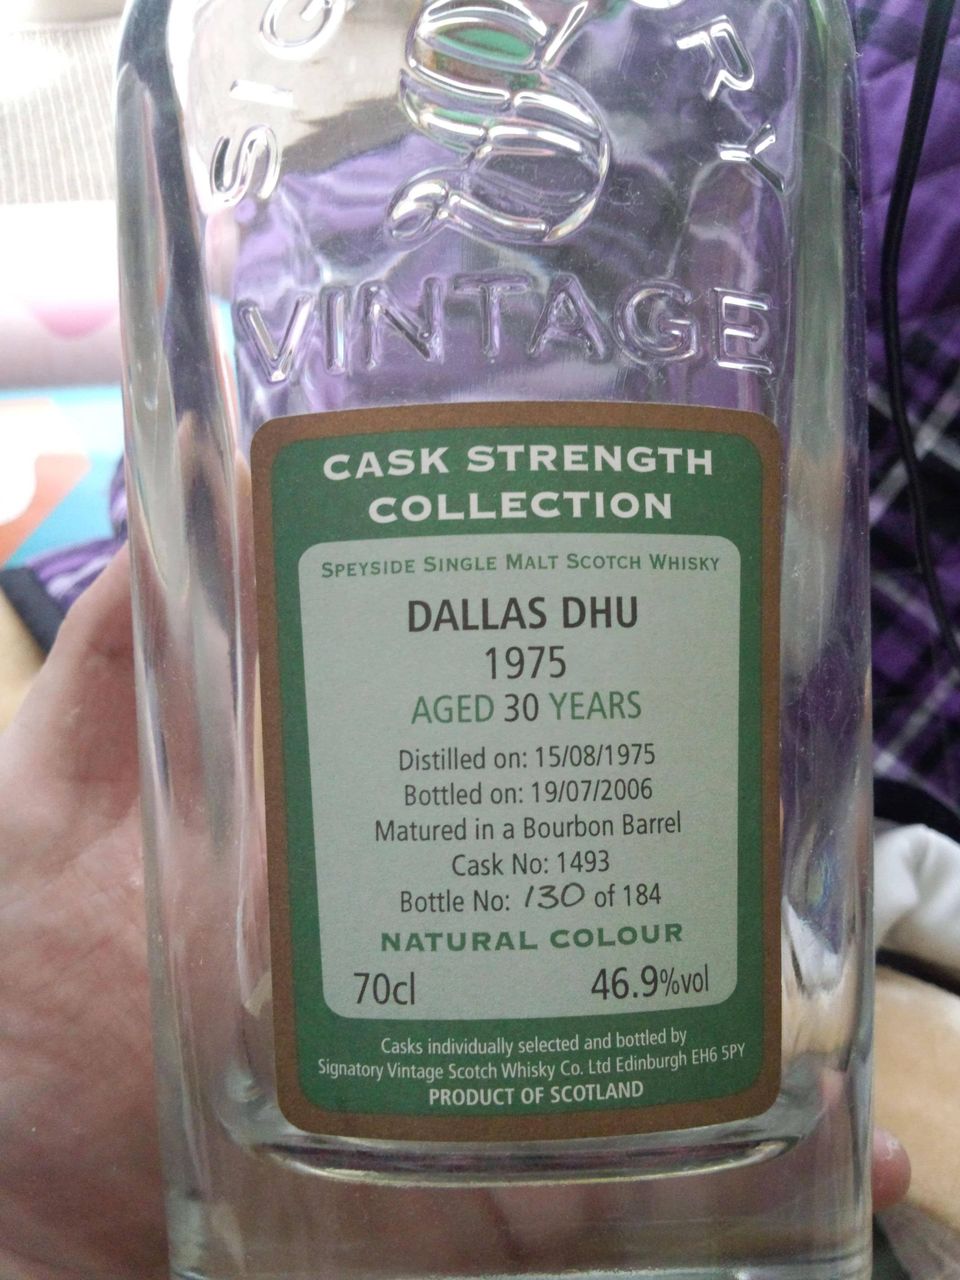 VINTAGE
CASK STRENGTH
COLLECTION
SPEYSIDE SINGLE MALT SCOTCH WHISKY
DALLAS DHU
1975
AGED 30 YEARS
Distilled on: 15/08/1975
Bottled on: 19/07/2006
Matured in a Bourbon Barrel
Cask No: 1493
Bottle No: 130 of 184
NATURAL COLOUR
70cl 46.9%vol
Casks individually selected and bottled by
Signatory Vintage Scotch Whisky Co. Ltd Edinburgh EH6 5PY
PRODUCT OF SCOTLAND